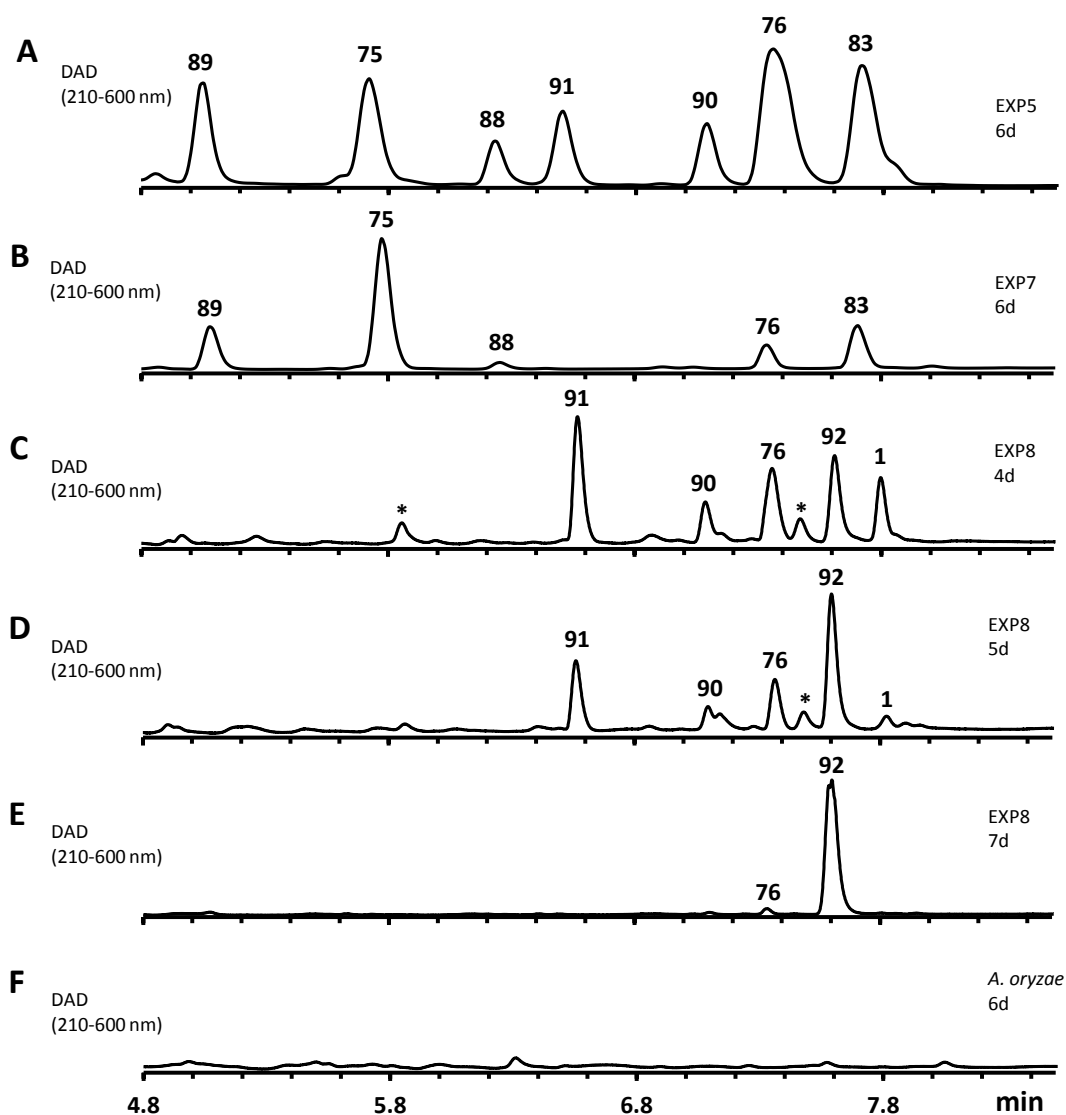 A
DAD
(210-600 nm)
89
75
88
91
90
76
83
EXP5
6d
B
DAD
(210-600 nm)
89
75
88
76
83
EXP7
6d
C
DAD
(210-600 nm)
*
91
90
76
*
92
1
EXP8
4d
D
DAD
(210-600 nm)
91
90
76
*
92
1
EXP8
5d
E
DAD
(210-600 nm)
76
92
EXP8
7d
F
DAD
(210-600 nm)
A. oryzae
6d
4.8 5.8 6.8 7.8 min